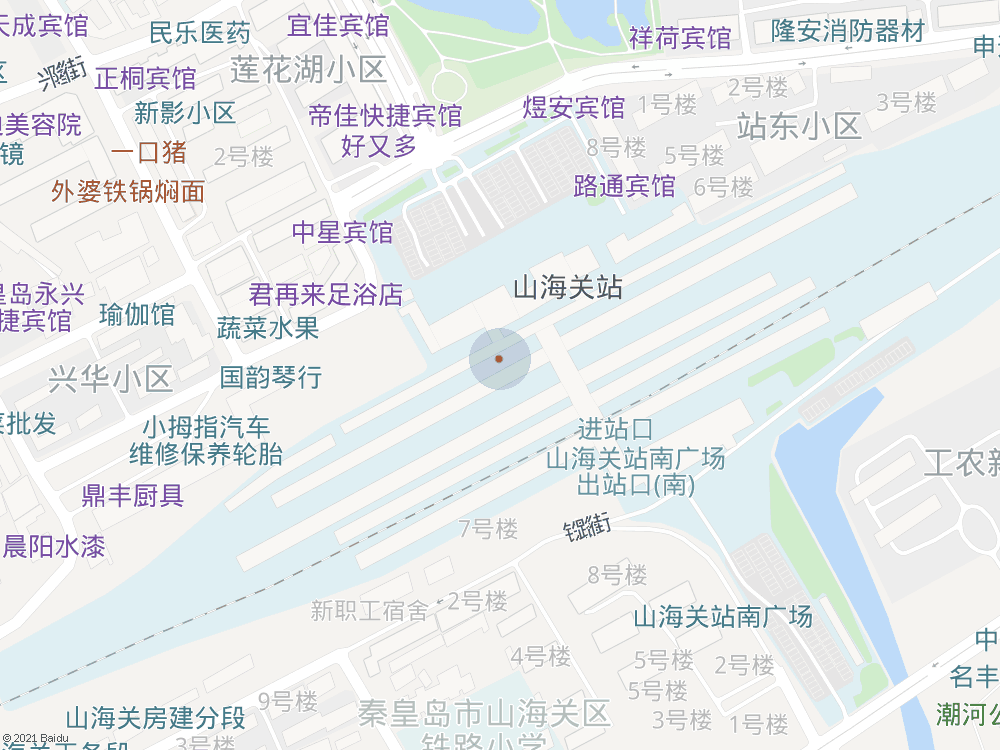 天成宾馆
宜佳宾馆
民乐医药
祥荷宾馆
隆安消防器材
莲花湖小区
正桐宾馆
2号楼
新影小区
帝佳快捷宾馆
煜安宾馆
1号楼
3号楼
美容院
站东小区
镜
一口猪
2号楼
好又多
8号楼
5号楼
外婆铁锅焖面
路通宾馆
6号楼
中星宾馆
山海关站
皇岛永兴
捷宾馆
君再来足浴店
瑜伽馆
蔬菜水果
兴华小区
国韵琴行
菜批发
小拇指汽车
维修保养轮胎
进站口
山海关站南广场
出站口(南)
工农新
鼎丰厨具
7号楼
晨阳水漆
8号楼
新职工宿舍
2号楼
山海关站南广场
中
4号楼
5号楼
2号楼
名丰
5号楼
9号楼
山海关房建分段
秦皇岛市山海关区
铁路小学
3号楼
1号楼
潮河公
3号楼
© 2021 Baidu